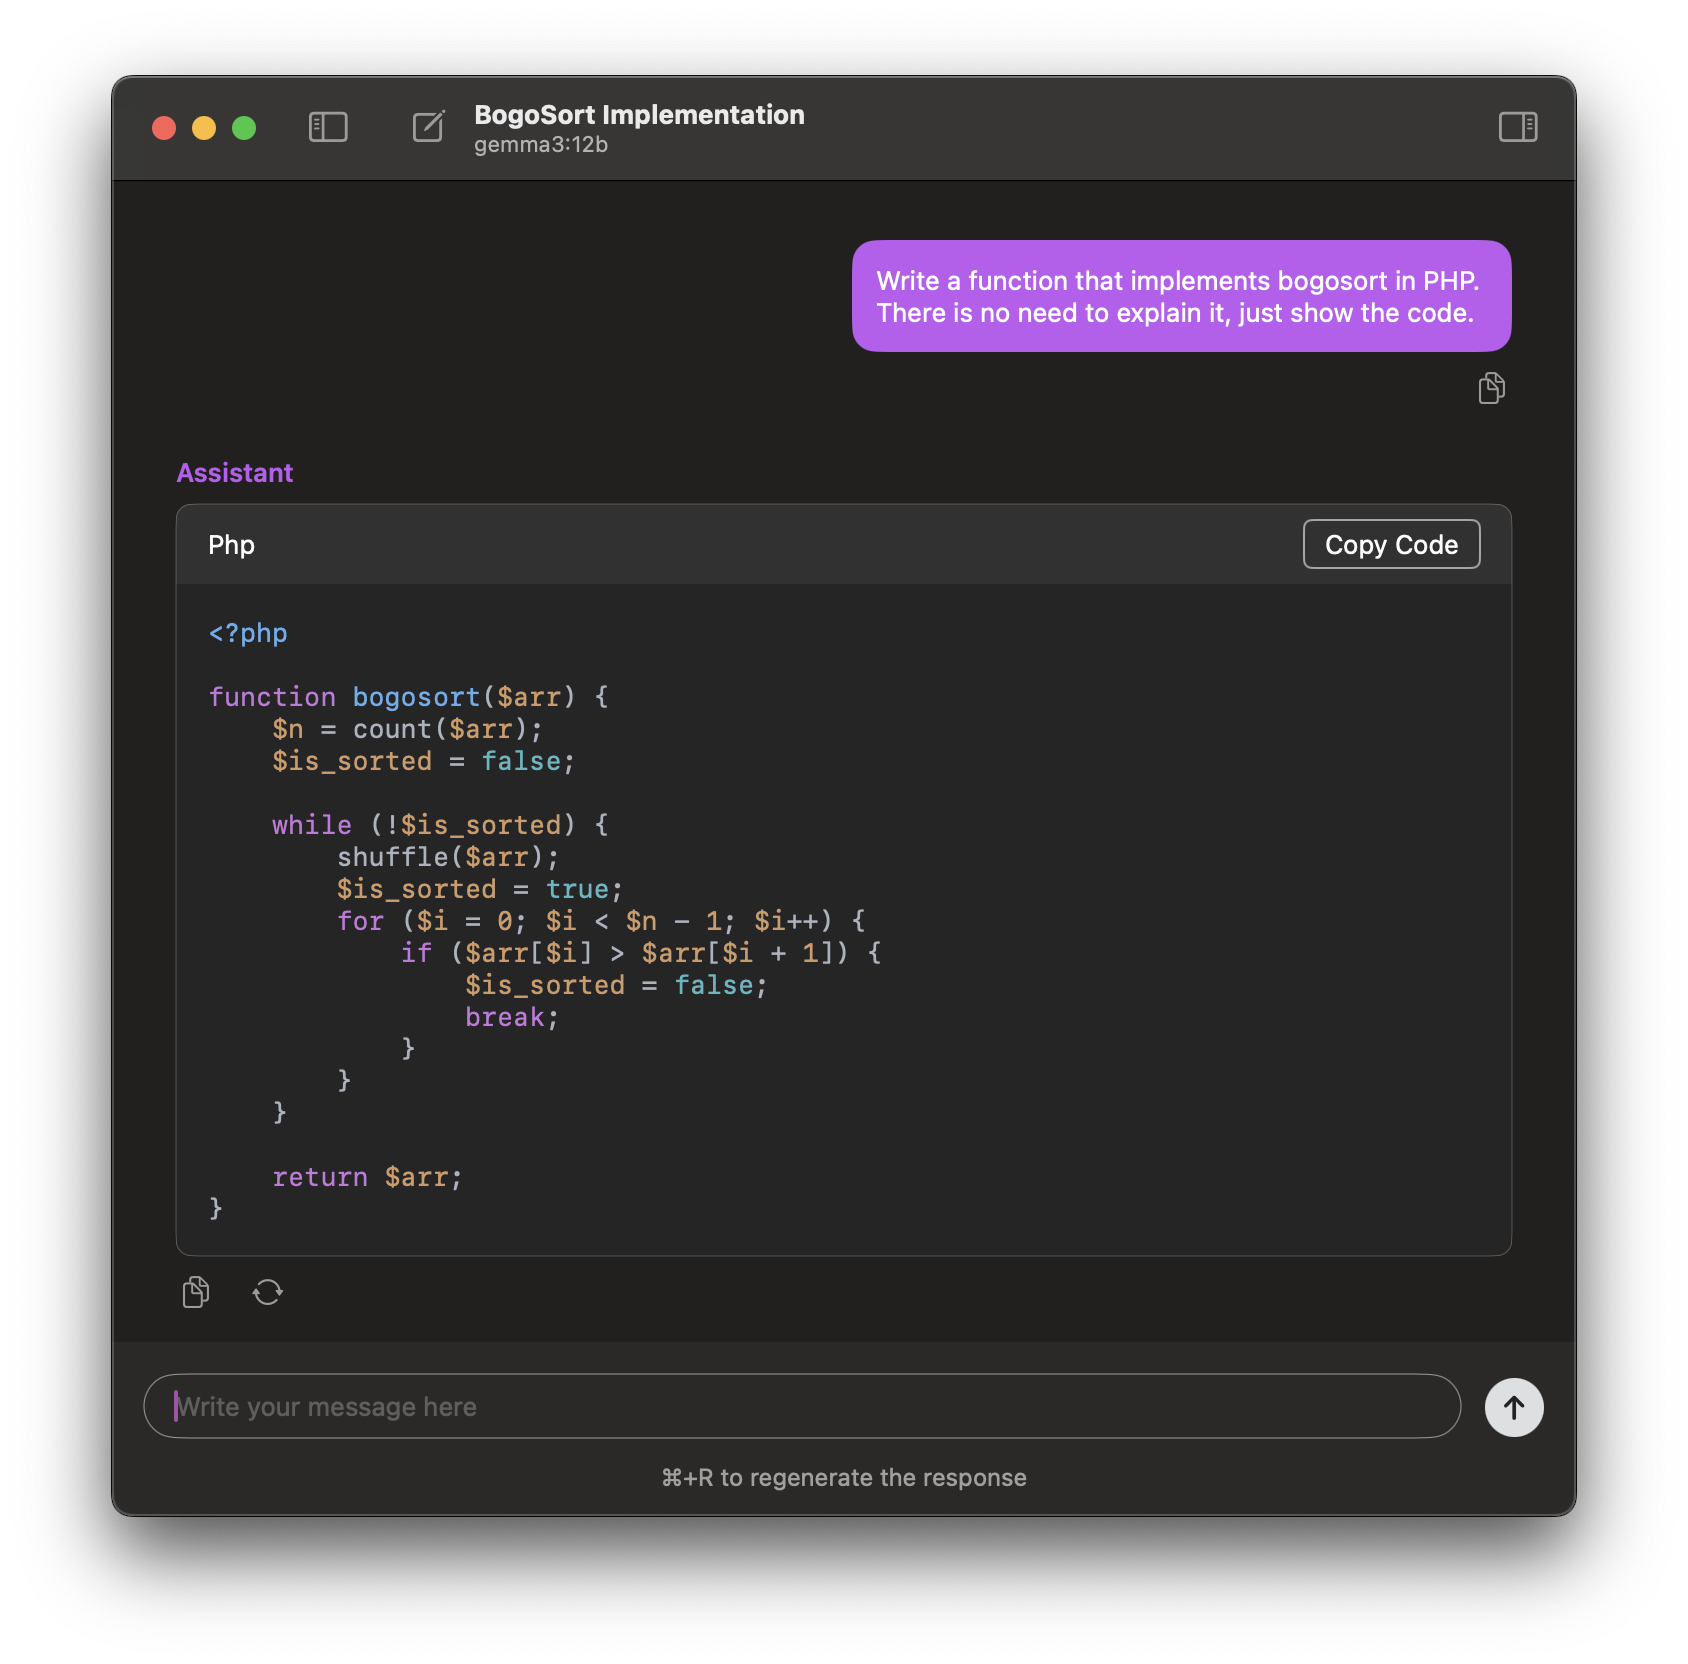 BogoSort Implementation
gemma3:12b
Write a function that implements bogosort in PHP.
There is no need to explain it, just show the code.
Assistant
Php
Copy Code
<?php

function bogosort($arr) {
    $n = count($arr);
    $is_sorted = false;

    while (!$is_sorted) {
        shuffle($arr);
        $is_sorted = true;
        for ($i = 0; $i < $n - 1; $i++) {
            if ($arr[$i] > $arr[$i + 1]) {
                $is_sorted = false;
                break;
            }
        }
    }

    return $arr;
}
Write your message here
⌘+R to regenerate the response